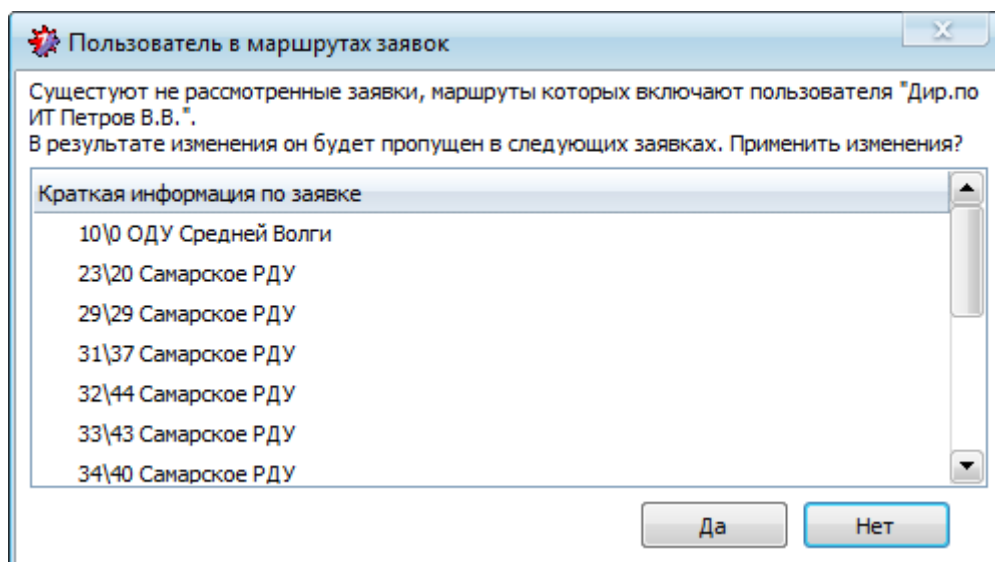 Пользователь в маршрутах заявок
Сущестуют не рассмотренные заявки, маршруты которых включают пользователя "Дир.по
ИТ Петров В.В.".
В результате изменения он будет пропущен в следующих заявках. Применить изменения?
Краткая информация по заявке
10\0 ОДУ Средней Волги
23\20 Самарское РДУ
29\29 Самарское РДУ
31\37 Самарское РДУ
32\44 Самарское РДУ
33\43 Самарское РДУ
34\40 Самарское РДУ
Да
Нет